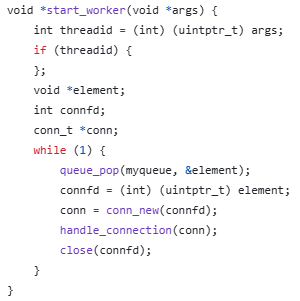 void *start_worker(void *args) {
    int threadid = (int) (uintptr_t) args;
    if (threadid) {
    };
    void *element;
    int connfd;
    conn_t *conn;
    while (1) {
        queue_pop(myqueue, &element);
        connfd = (int) (uintptr_t) element;
        conn = conn_new(connfd);
        handle_connection(conn);
        close(connfd);
    }
}